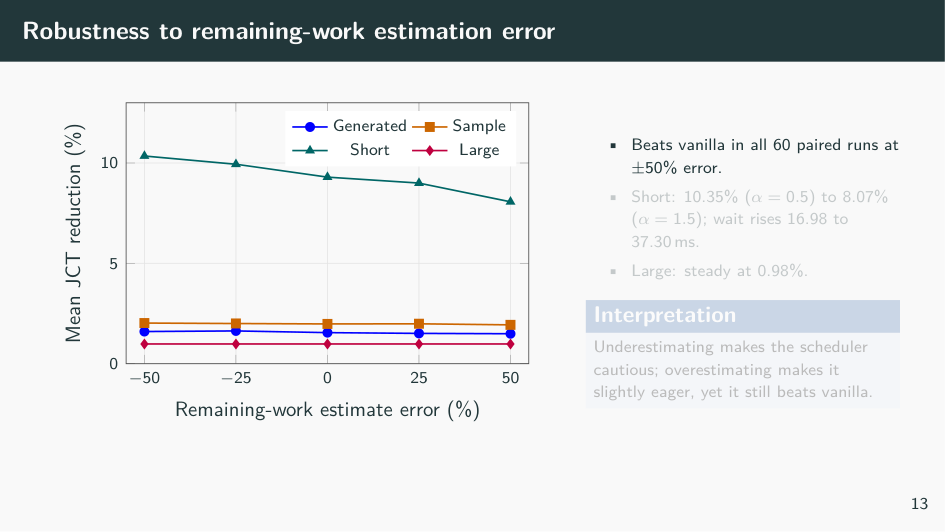 Robustness to remaining-work estimation error
Mean JCT reduction (%)
10
5
0
−50
−25
0
25
50
Remaining-work estimate error (%)
Generated Sample
Short Large
Beats vanilla in all 60 paired runs at
±50% error.
Short: 10.35% (α = 0.5) to 8.07%
(α = 1.5); wait rises 16.98 to
37.30 ms.
Large: steady at 0.98%.
Interpretation
Underestimating makes the scheduler
cautious; overestimating makes it
slightly eager, yet it still beats vanilla.
13